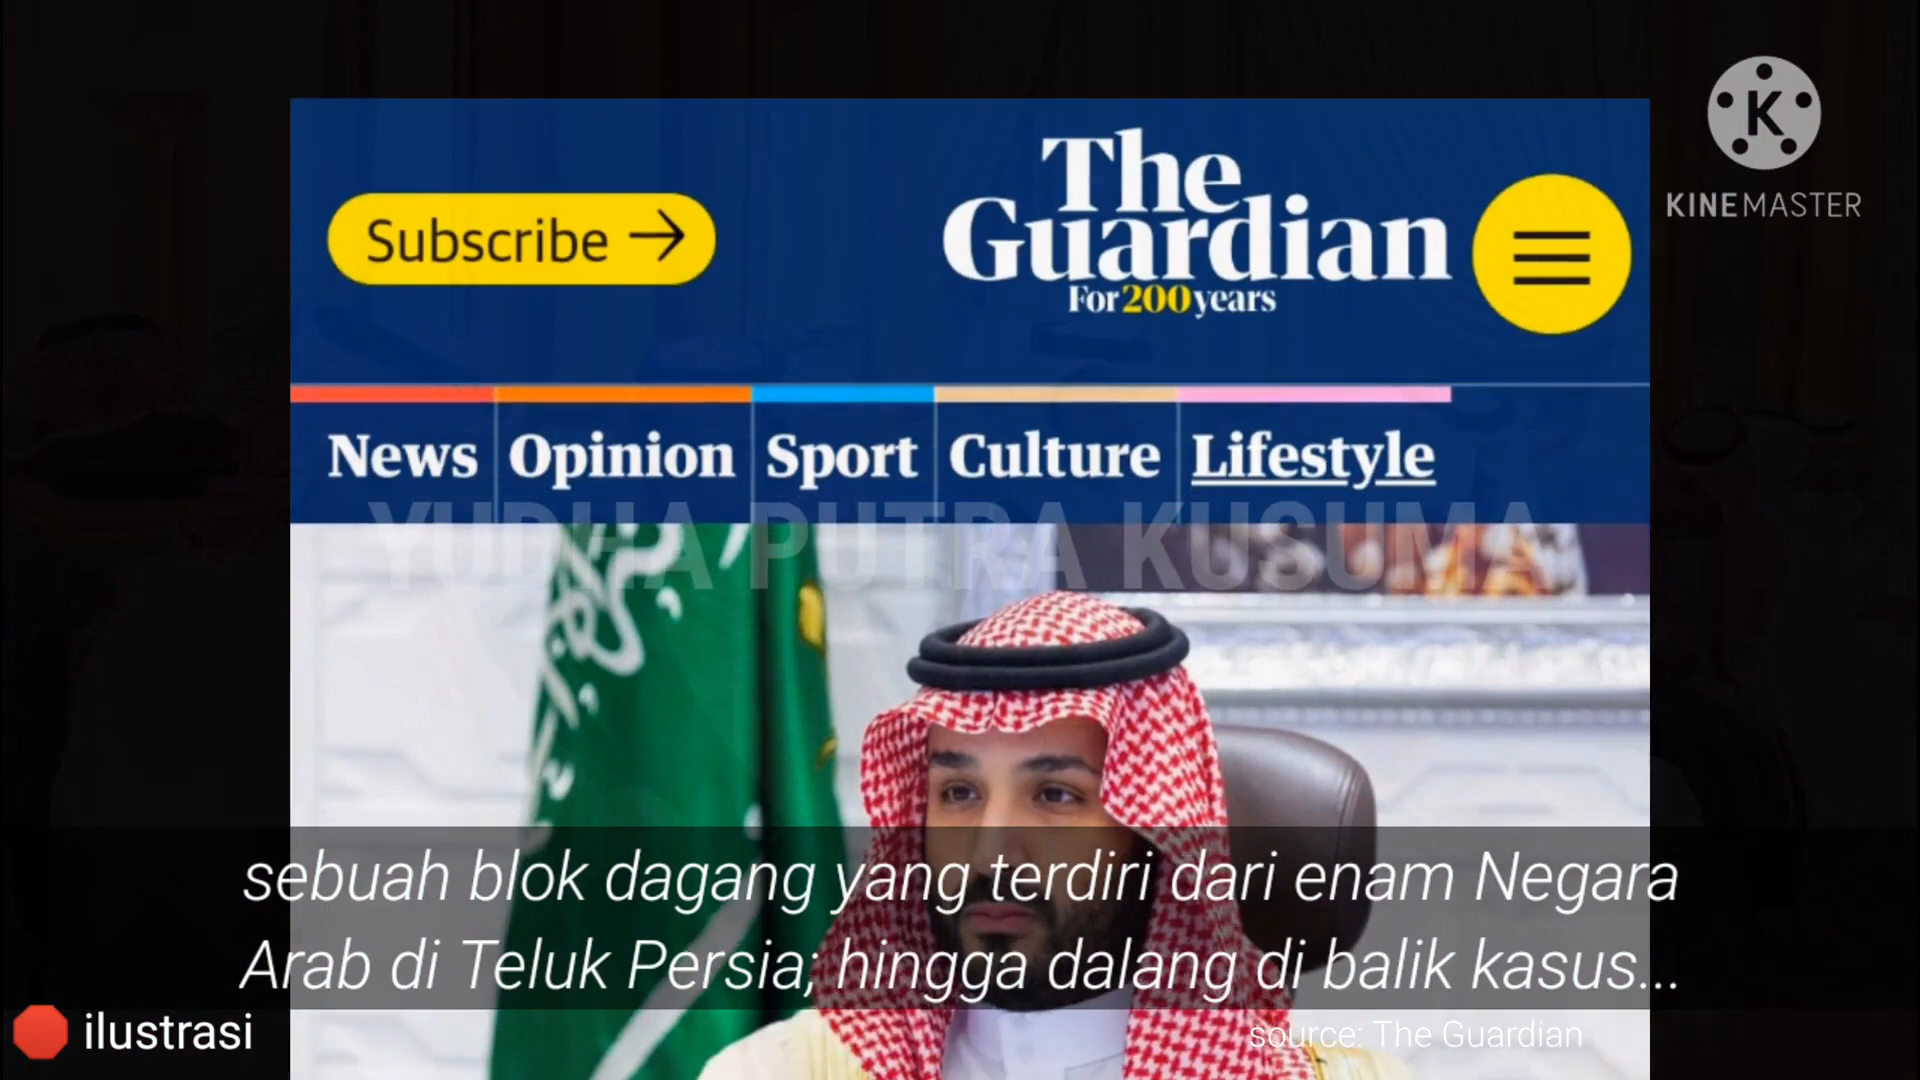 K
KINEMASTER
Subscribe →
The
Guardian
For 200 years
News
Opinion
Sport
Culture
Lifestyle
YUDHA PUTRA KUSUMA
sebuah blok dagang yang terdiri dari enam Negara
Arab di Teluk Persia; hingga dalang di balik kasus...
ilustrasi
source: The Guardian